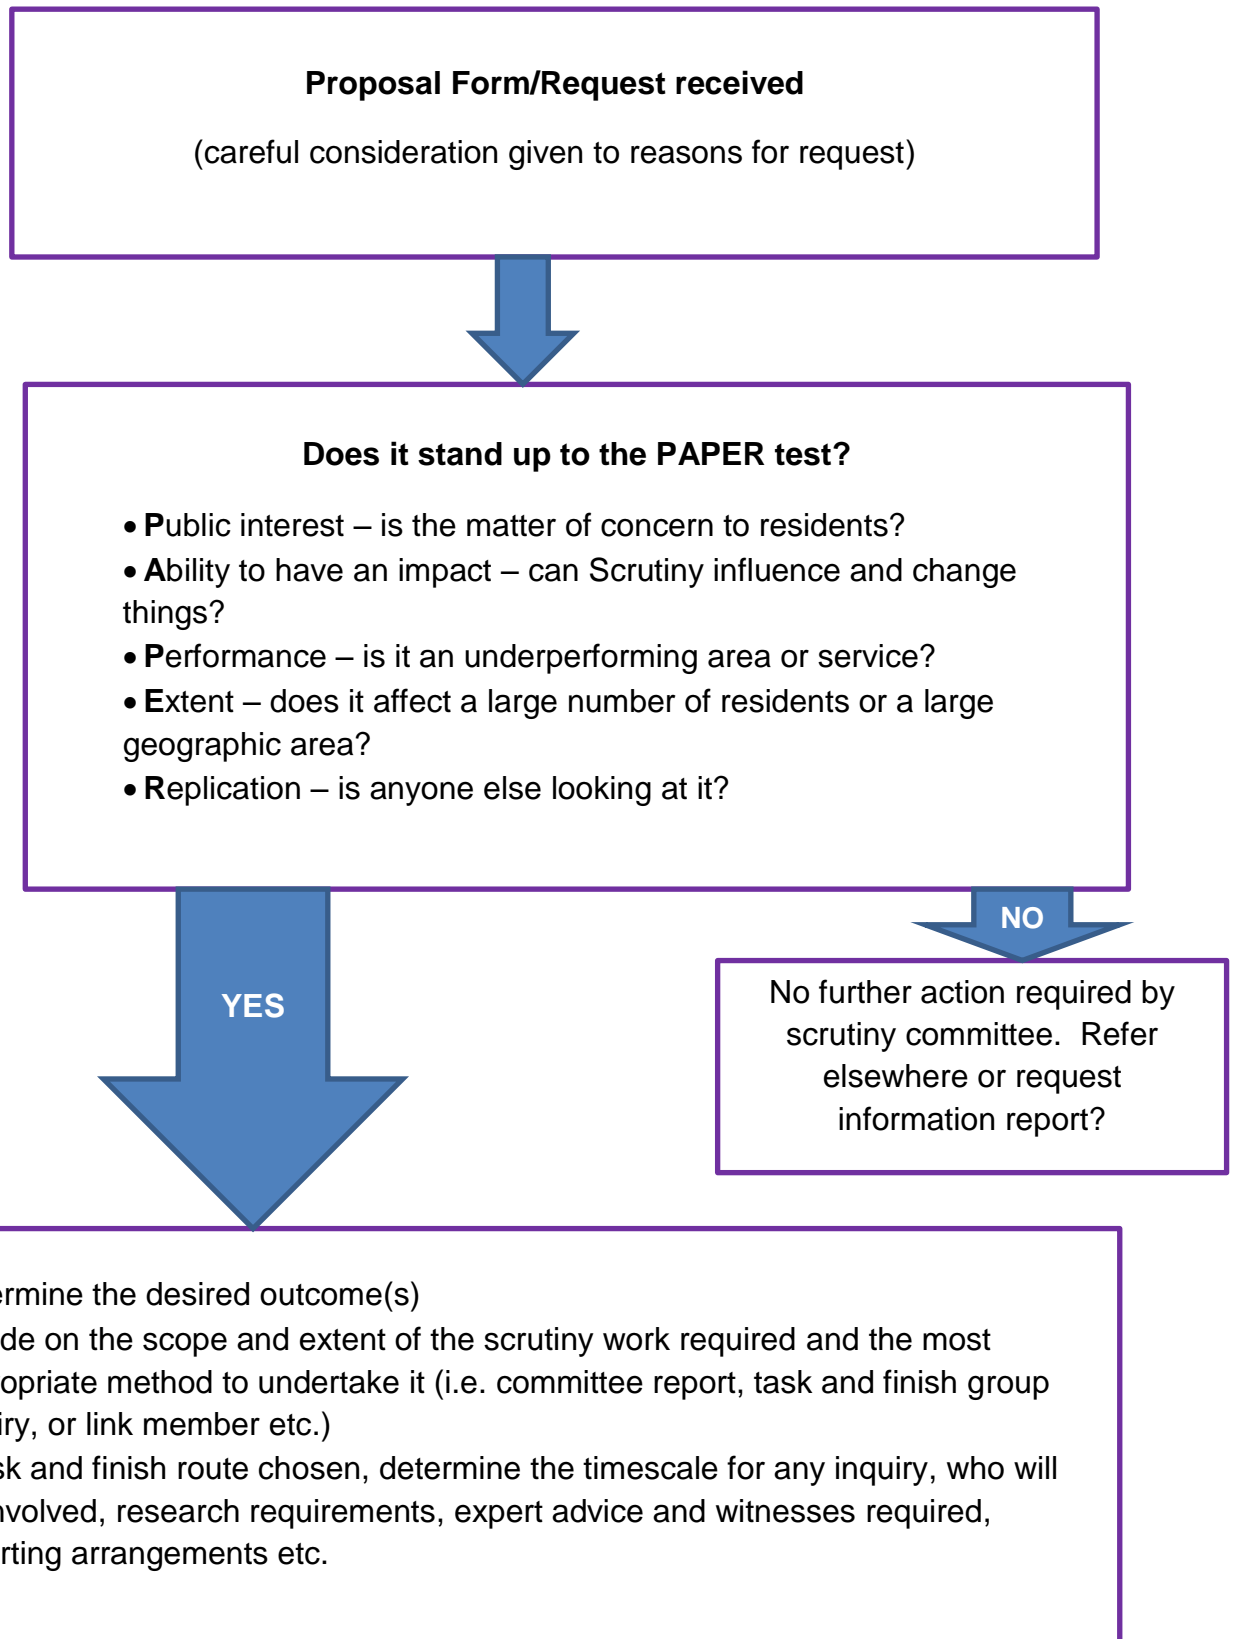 Proposal Form/Request received
(careful consideration given to reasons for request)
Does it stand up to the PAPER test?
• Public interest – is the matter of concern to residents?
• Ability to have an impact – can Scrutiny influence and change
things?
• Performance – is it an underperforming area or service?
• Extent – does it affect a large number of residents or a large
geographic area?
• Replication – is anyone else looking at it?
NO
YES
No further action required by
scrutiny committee.  Refer
elsewhere or request
information report?
ermine the desired outcome(s)
ide on the scope and extent of the scrutiny work required and the most
ropriate method to undertake it (i.e. committee report, task and finish group
iry, or link member etc.)
sk and finish route chosen, determine the timescale for any inquiry, who will
nvolved, research requirements, expert advice and witnesses required,
rting arrangements etc.